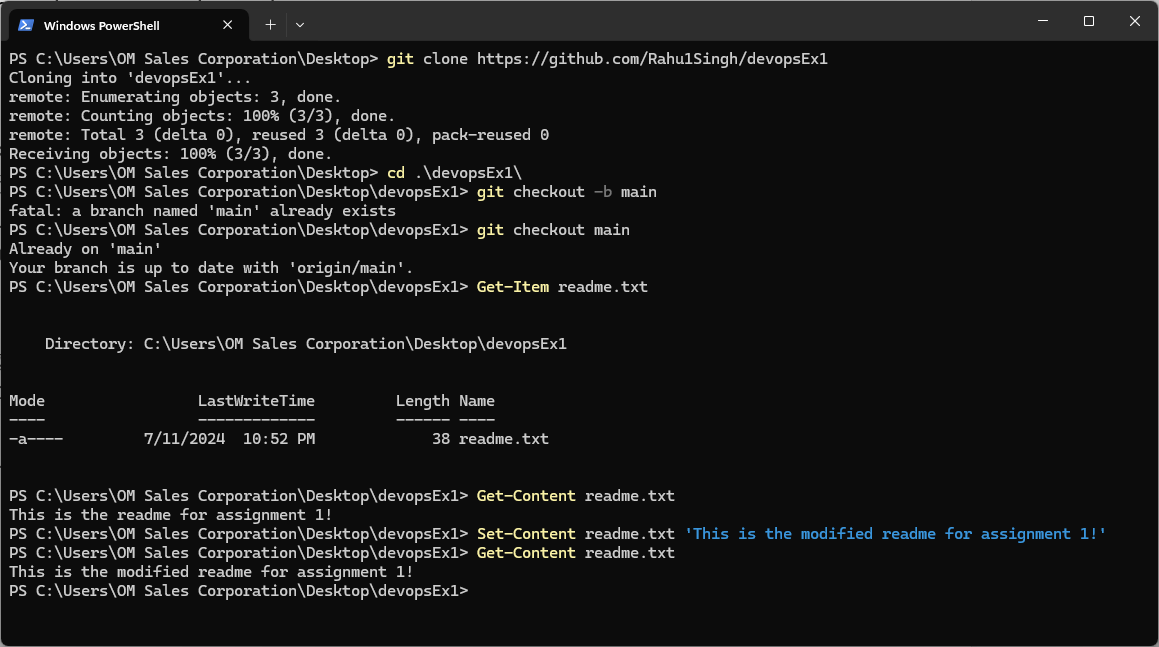 Windows PowerShell
PS C:\Users\OM Sales Corporation\Desktop> git clone https://github.com/Rahu1Singh/devopsEx1
Cloning into 'devopsEx1'...
remote: Enumerating objects: 3, done.
remote: Counting objects: 100% (3/3), done.
remote: Total 3 (delta 0), reused 3 (delta 0), pack-reused 0
Receiving objects: 100% (3/3), done.
PS C:\Users\OM Sales Corporation\Desktop> cd .\devopsEx1\
PS C:\Users\OM Sales Corporation\Desktop\devopsEx1> git checkout -b main
fatal: a branch named 'main' already exists
PS C:\Users\OM Sales Corporation\Desktop\devopsEx1> git checkout main
Already on 'main'
Your branch is up to date with 'origin/main'.
PS C:\Users\OM Sales Corporation\Desktop\devopsEx1> Get-Item readme.txt
    Directory: C:\Users\OM Sales Corporation\Desktop\devopsEx1
Mode                 LastWriteTime         Length Name
----                 -------------         ------ ----
-a----         7/11/2024  10:52 PM             38 readme.txt
PS C:\Users\OM Sales Corporation\Desktop\devopsEx1> Get-Content readme.txt
This is the readme for assignment 1!
PS C:\Users\OM Sales Corporation\Desktop\devopsEx1> Set-Content readme.txt 'This is the modified readme for assignment 1!'
PS C:\Users\OM Sales Corporation\Desktop\devopsEx1> Get-Content readme.txt
This is the modified readme for assignment 1!
PS C:\Users\OM Sales Corporation\Desktop\devopsEx1>